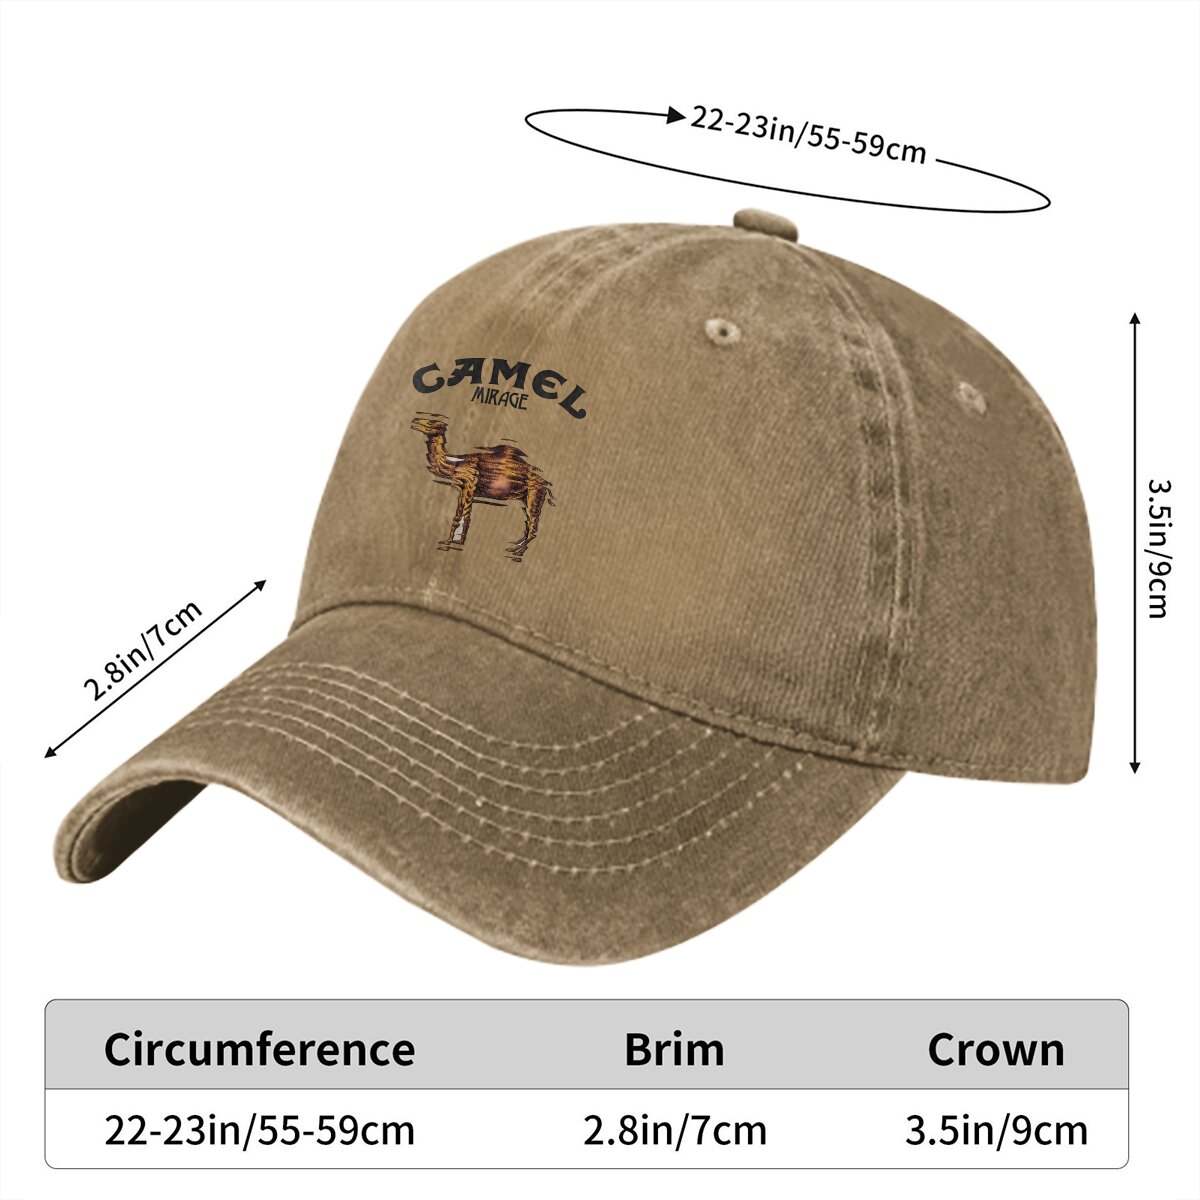 22-23in/55-59cm
CAMEL
MIRAGE
3.5in/9cm
2.8in/7cm
Circumference Brim Crown
22-23in/55-59cm 2.8in/7cm 3.5in/9cm